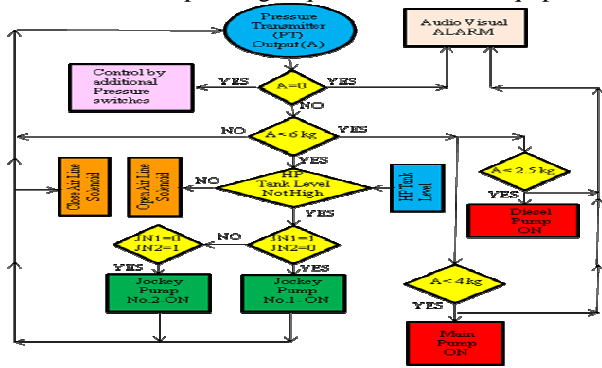 Pressure
Transmitter
(PT)
Output (A)
Audio Visual
ALARM
Control by
additional
Pressure
switches
YES
A=0
YES
NO
NO
A<6 kg
YES
YES
A<2.5 kg
YES
Close Air Line
Solenoid
Open Air Line
Solenoid
NO
HP
Tank Level
Not High
HP Tank
Level
YES
Diesel
Pump
ON
JN1=0
JN2=1
NO
JN1=1
JN2=0
YES
YES
A<4kg
YES
Jockey
Pump
No.2-ON
Jockey
Pump
No.1-ON
Main
Pump
ON